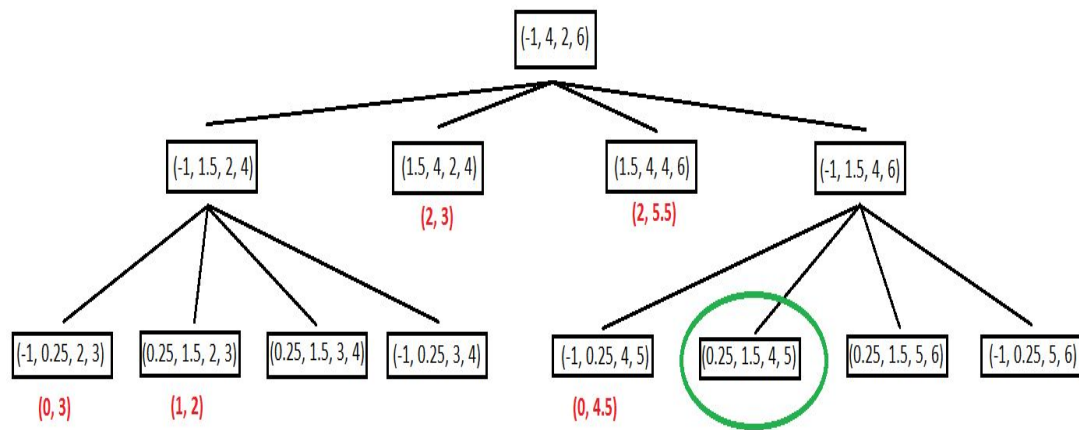 (-1, 4, 2, 6)
(-1, 1.5, 2, 4)
(1.5, 4, 2, 4)
(1.5, 4, 4, 6)
(-1, 1.5, 4, 6)
(2, 3)
(2, 5.5)
(-1, 0.25, 2, 3)
(0.25, 1.5, 2, 3)
(0.25, 1.5, 3, 4)
(-1, 0.25, 3, 4)
(-1, 0.25, 4, 5)
(0.25, 1.5, 4, 5)
(0.25, 1.5, 5, 6)
(-1, 0.25, 5, 6)
(0, 3)
(1, 2)
(0, 4.5)